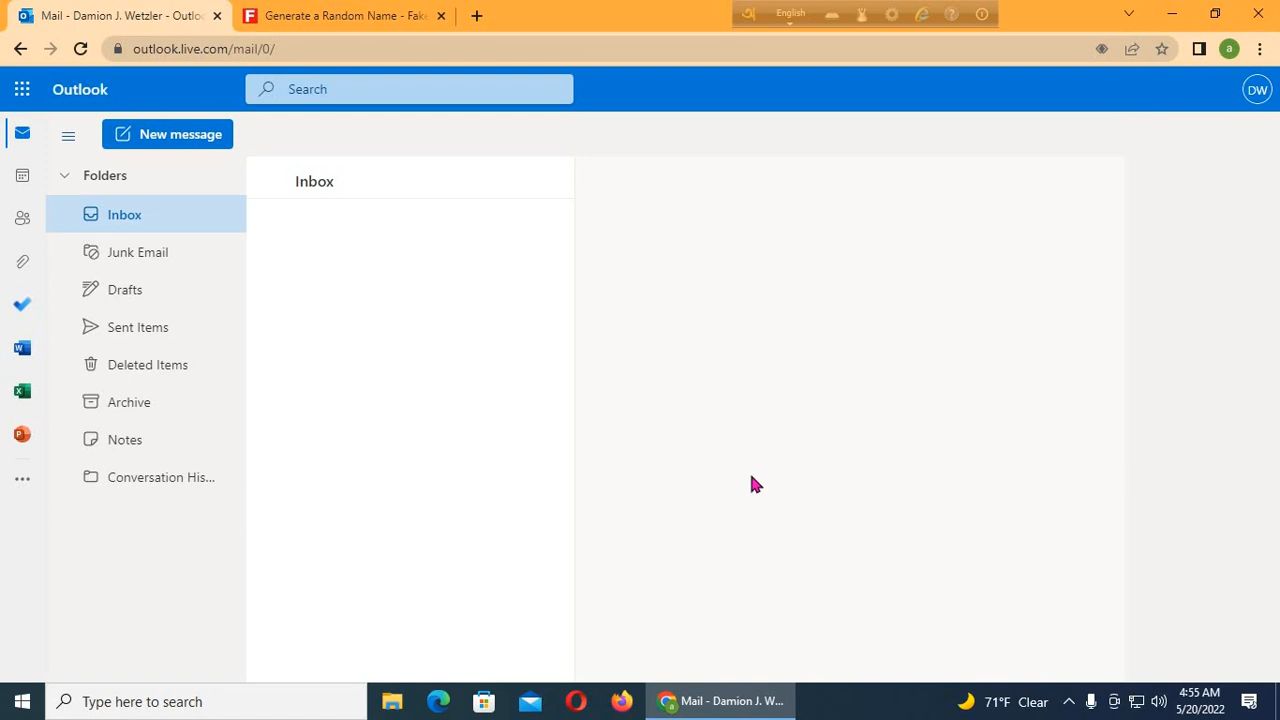 Mail - Damion J. Wetzler - Outlo
Generate a Random Name - Fake
English
outlook.live.com/mail/0/
a
Outlook
Search
DW
New message
Folders
Inbox
Inbox
Junk Email
Drafts
Sent Items
Deleted Items
Archive
Notes
Conversation His...
Type here to search
Mail - Damion J. W...
71°F Clear
4:55 AM
5/20/2022